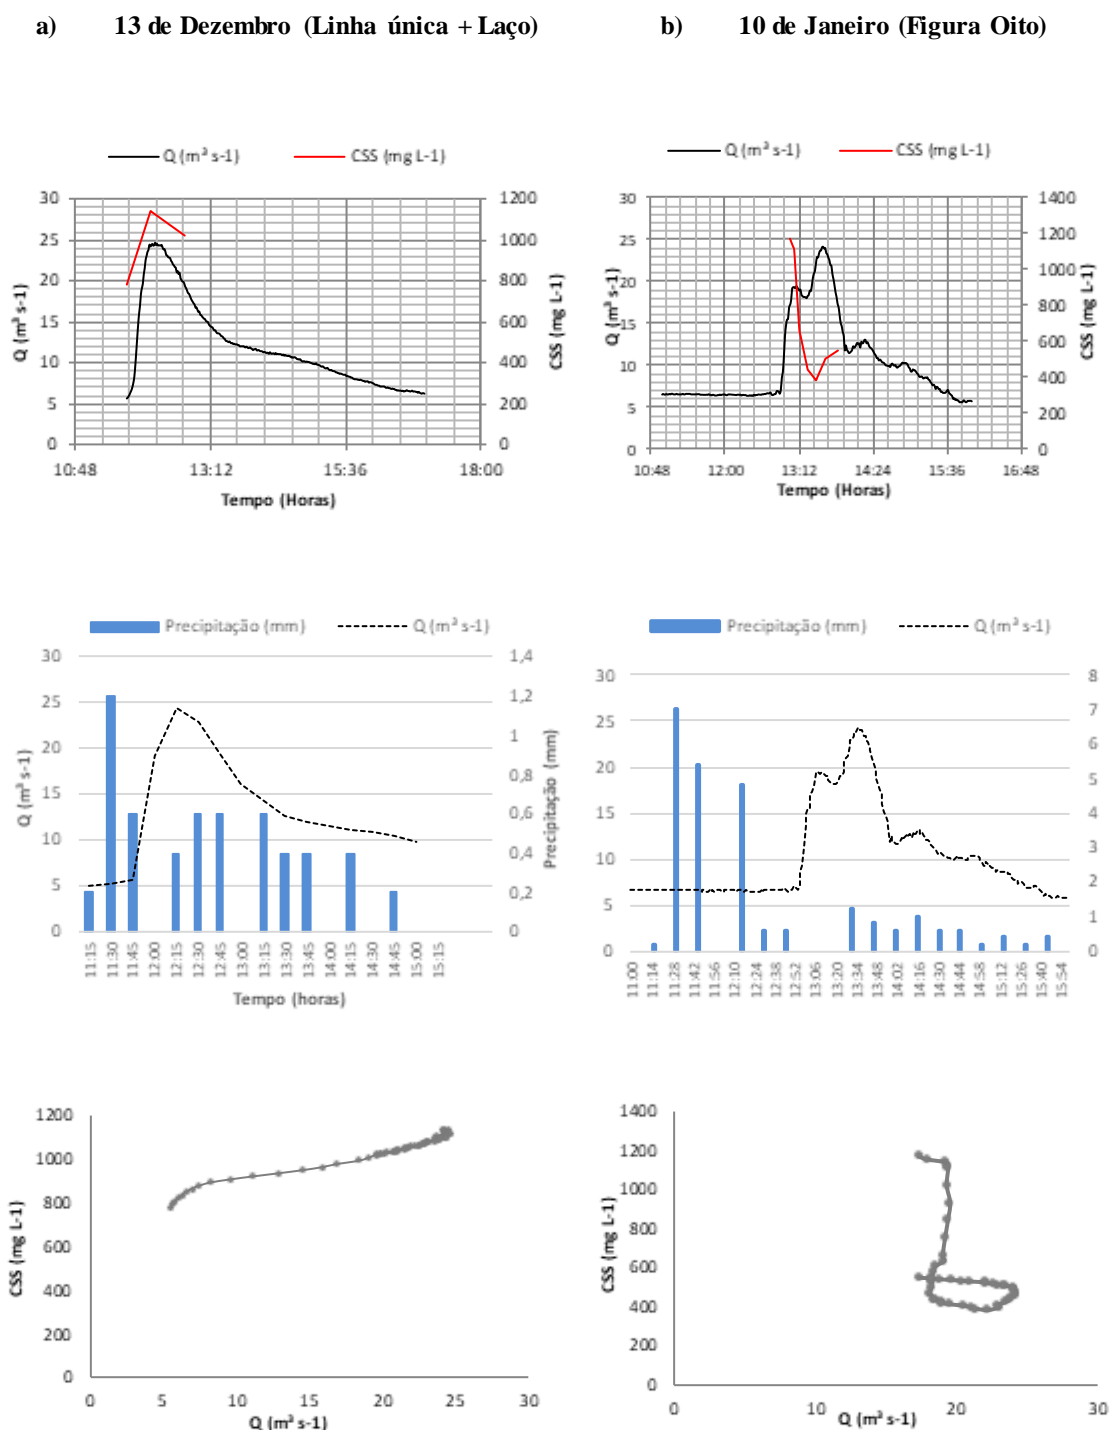 a) 13 de Dezembro (Linha única + Laço)
b) 10 de Janeiro (Figura Oito)
Q (m³ s-1) CSS (mg L-1)
30 25 20 15 10 5 0
Q (m³ s-1)
1200 1000 800 600 400 200 0
CSS (mg L-1)
10:48 13:12 15:36 18:00
Tempo (Horas)
Q (m³ s-1) CSS (mg L-1)
30 25 20 15 10 5 0
Q (m³ s-1)
1400 1200 1000 800 600 400 200 0
CSS (mg L-1)
10:48 12:00 13:12 14:24 15:36 16:48
Tempo (Horas)
Precipitação (mm) Q (m³ s-1)
30 25 20 15 10 5 0
Q (m³ s-1)
1,4 1,2 1 0,8 0,6 0,4 0,2 0
Precipitação (mm)
11:15 11:30 11:45 12:00 12:15 12:30 12:45 13:00 13:15 13:30 13:45 14:00 14:15 14:30 14:45 15:00 15:15
Tempo (horas)
Precipitação (mm) Q (m³ s-1)
30 25 20 15 10 5 0
8 7 6 5 4 3 2 1 0
11:00 11:14 11:28 11:42 11:56 12:10 12:24 12:38 12:52 13:06 13:20 13:34 13:48 14:02 14:16 14:30 14:44 14:58 15:12 15:26 15:40 15:54
1200 1000 800 600 400 200 0
CSS (mg L-1)
0 5 10 15 20 25 30
Q (m³ s-1)
1400 1200 1000 800 600 400 200 0
CSS (mg L-1)
0 10 20 30
Q (m³ s-1)